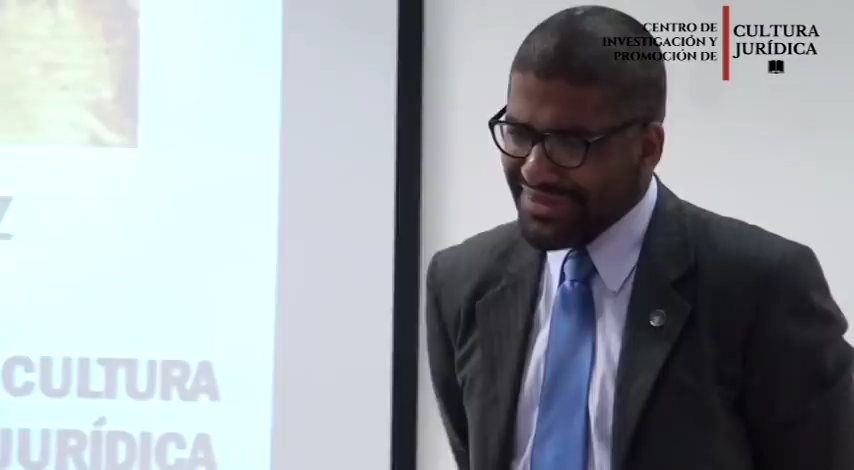 CENTRO DE
INVESTIGACIÓN Y
PROMOCIÓN DE
CULTURA
JURÍDICA
Z
CULTURA
JURÍDICA